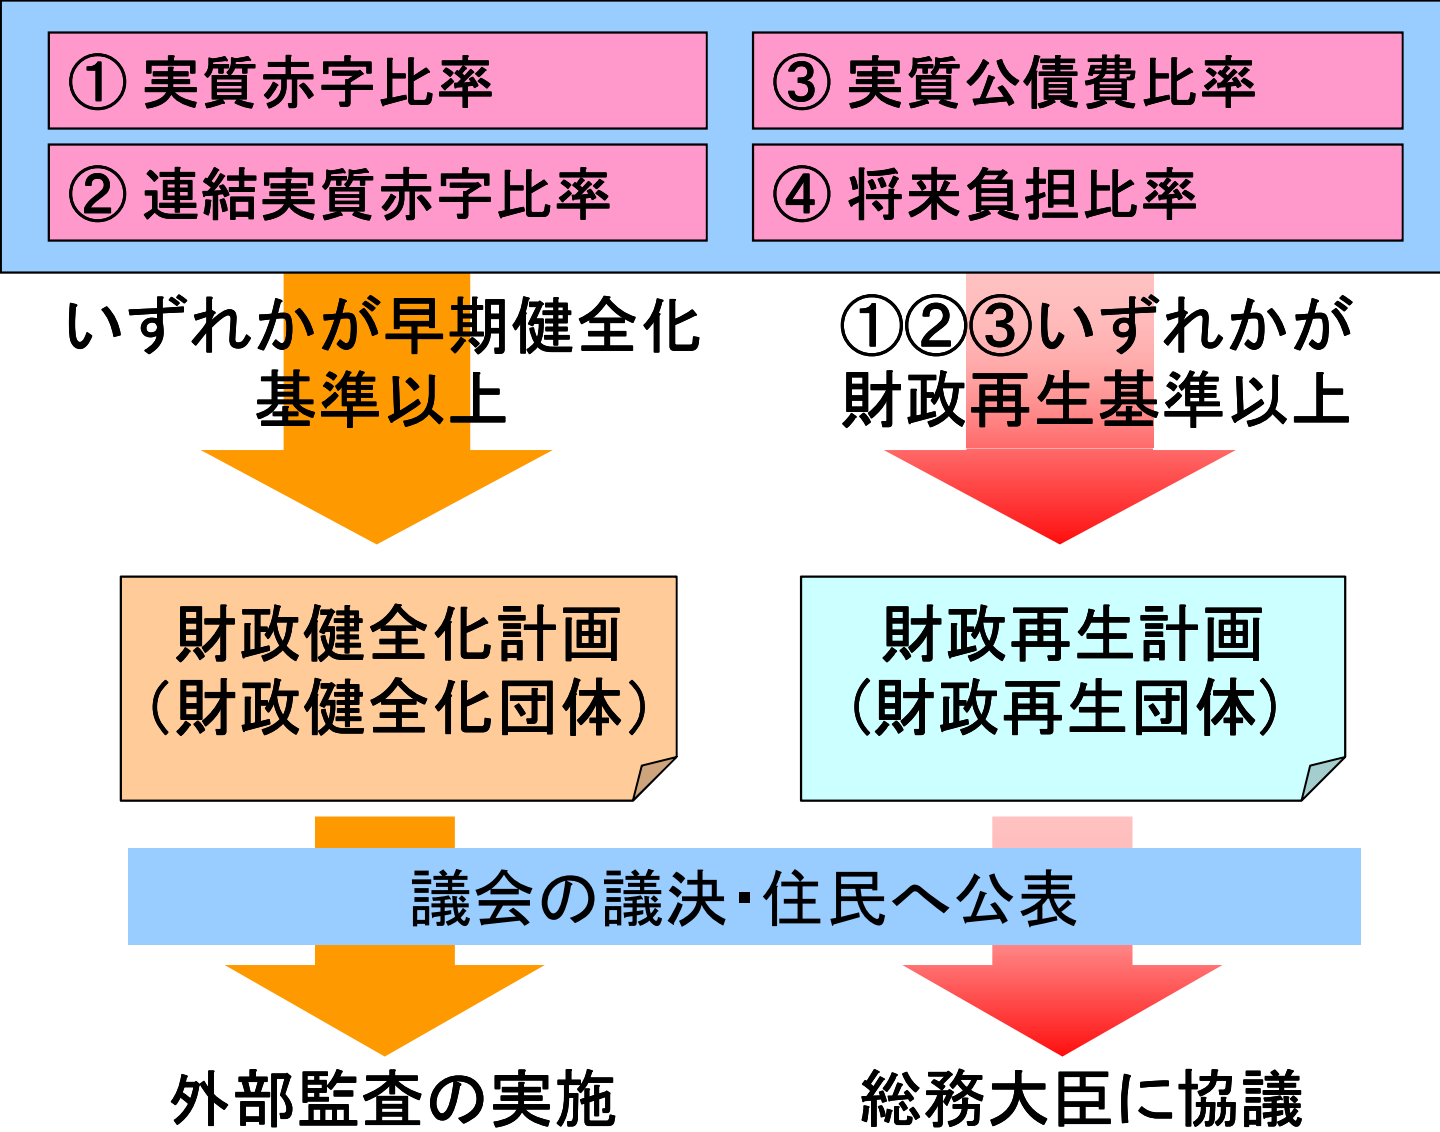 ① 実質赤字比率
② 連結実質赤字比率
③ 実質公債費比率
④ 将来負担比率
いずれかが早期健全化
基準以上
①②③いずれかが
財政再生基準以上
財政健全化計画
（財政健全化団体）
財政再生計画
（財政再生団体）
議会の議決・住民へ公表
外部監査の実施
総務大臣に協議